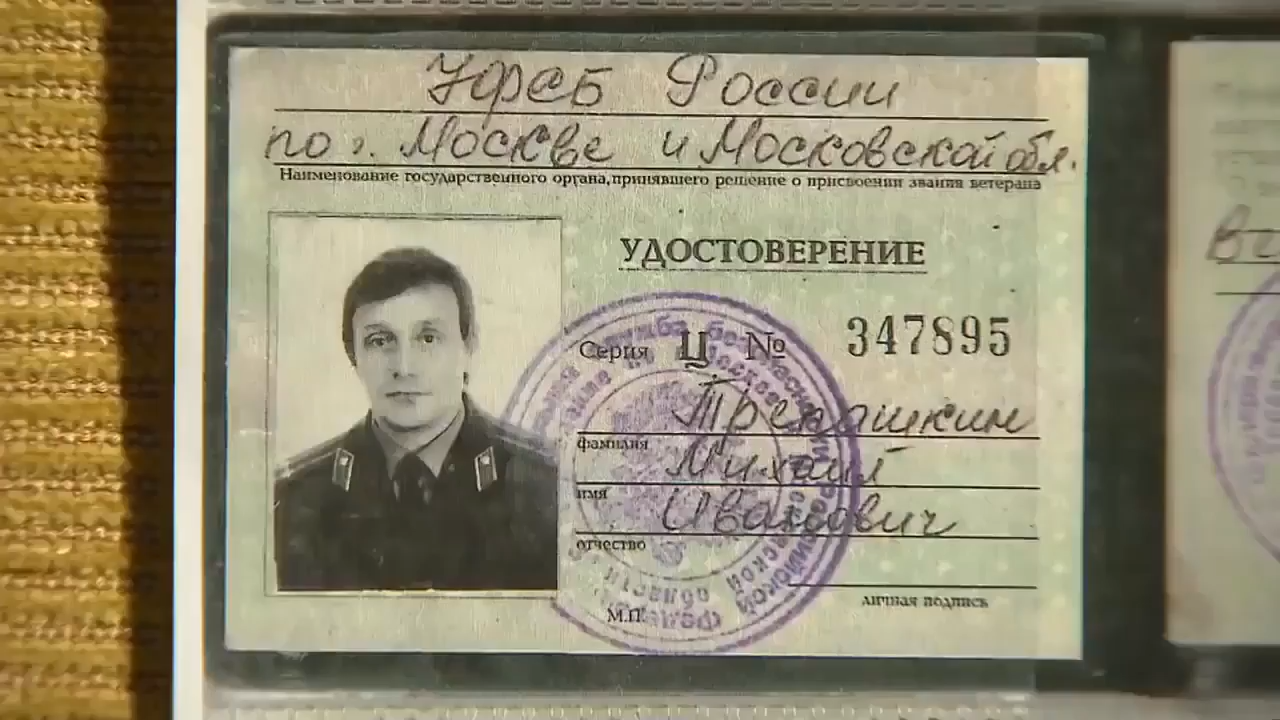 УФСБ России
по г. Москве и Московской обл.
Наименование государственного органа, принявшего решение о присвоении звания ветерана
УДОСТОВЕРЕНИЕ
Серия Ц № 347895
Трепашкин
фамилия
Михаил
имя
Иванович
отчество
личная подпись
М.П.